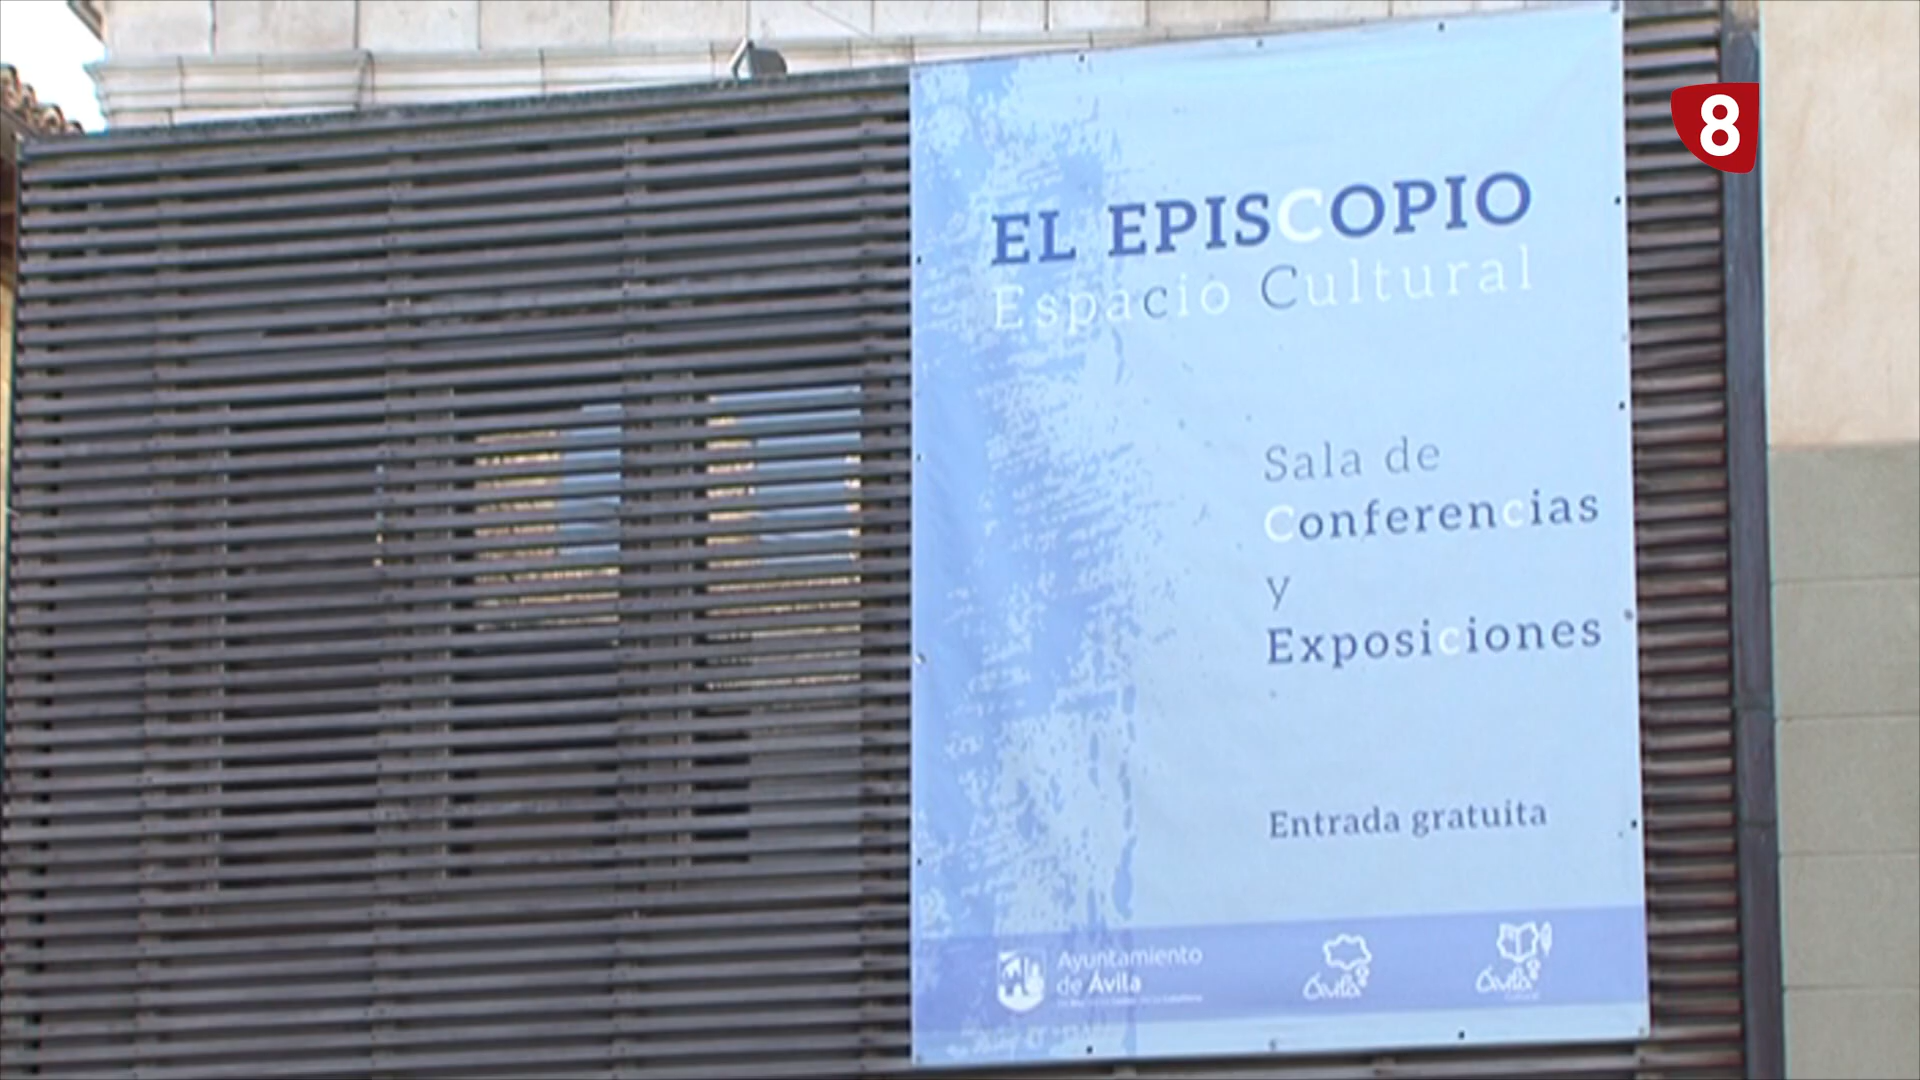 8
EL EPISCOPIO
Espacio Cultural
Sala de
Conferencias
y
Exposiciones
Entrada gratuita
Ayuntamiento
de Ávila
Ávila
Ávila